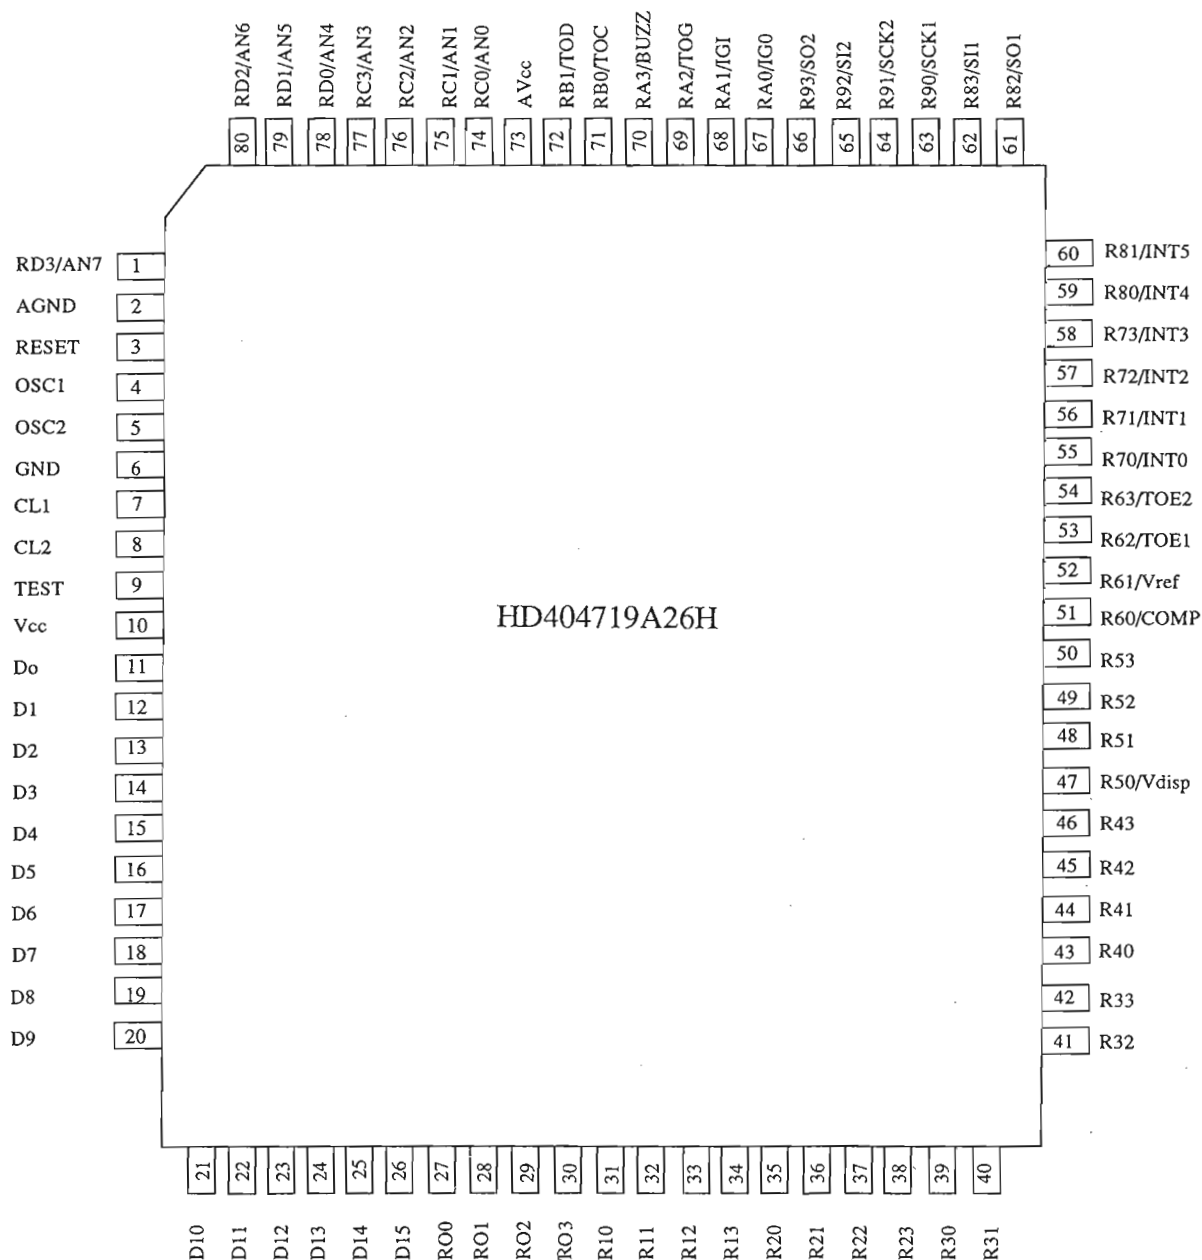 RD2/AN6
RD1/AN5
RD0/AN4
RC3/AN3
RC2/AN2
RC1/AN1
RC0/AN0
AVcc
RB1/TOD
RB0/TOC
RA3/BUZZ
RA2/TOG
RA1/IGI
RA0/IG0
R93/SO2
R92/SI2
R91/SCK2
R90/SCK1
R83/SI1
R82/SO1
80 79 78 77 76 75 74 73 72 71 70 69 68 67 66 65 64 63 62 61
RD3/AN7 1
AGND 2
RESET 3
OSC1 4
OSC2 5
GND 6
CL1 7
CL2 8
TEST 9
Vcc 10
Do 11
D1 12
D2 13
D3 14
D4 15
D5 16
D6 17
D7 18
D8 19
D9 20
HD404719A26H
60 R81/INT5
59 R80/INT4
58 R73/INT3
57 R72/INT2
56 R71/INT1
55 R70/INT0
54 R63/TOE2
53 R62/TOE1
52 R61/Vref
51 R60/COMP
50 R53
49 R52
48 R51
47 R50/Vdisp
46 R43
45 R42
44 R41
43 R40
42 R33
41 R32
21 22 23 24 25 26 27 28 29 30 31 32 33 34 35 36 37 38 39 40
D10
D11
D12
D13
D14
D15
RO0
RO1
RO2
RO3
R10
R11
R12
R13
R20
R21
R22
R23
R30
R31